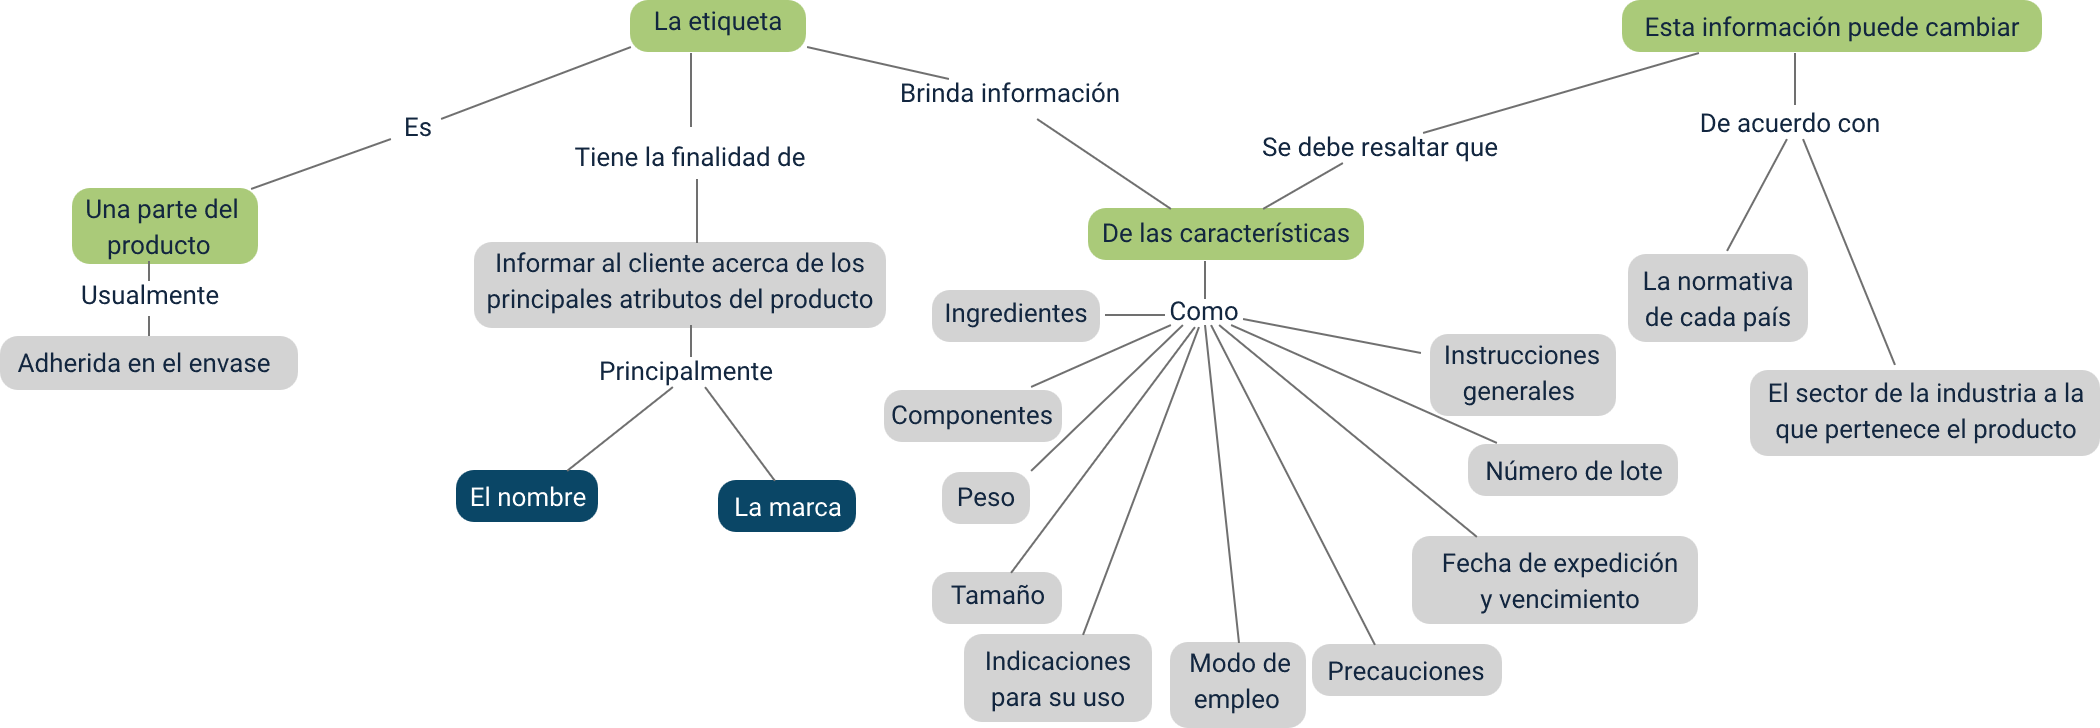 La etiqueta
Esta información puede cambiar
Brinda información
Es
De acuerdo con
Tiene la finalidad de
Se debe resaltar que
Una parte del
producto
De las características
Informar al cliente acerca de los
principales atributos del producto
Usualmente
La normativa
de cada país
Ingredientes
Como
Adherida en el envase
Principalmente
Instrucciones
generales
El sector de la industria a la
que pertenece el producto
Componentes
Número de lote
El nombre
La marca
Peso
Fecha de expedición
y vencimiento
Tamaño
Indicaciones
para su uso
Modo de
empleo
Precauciones